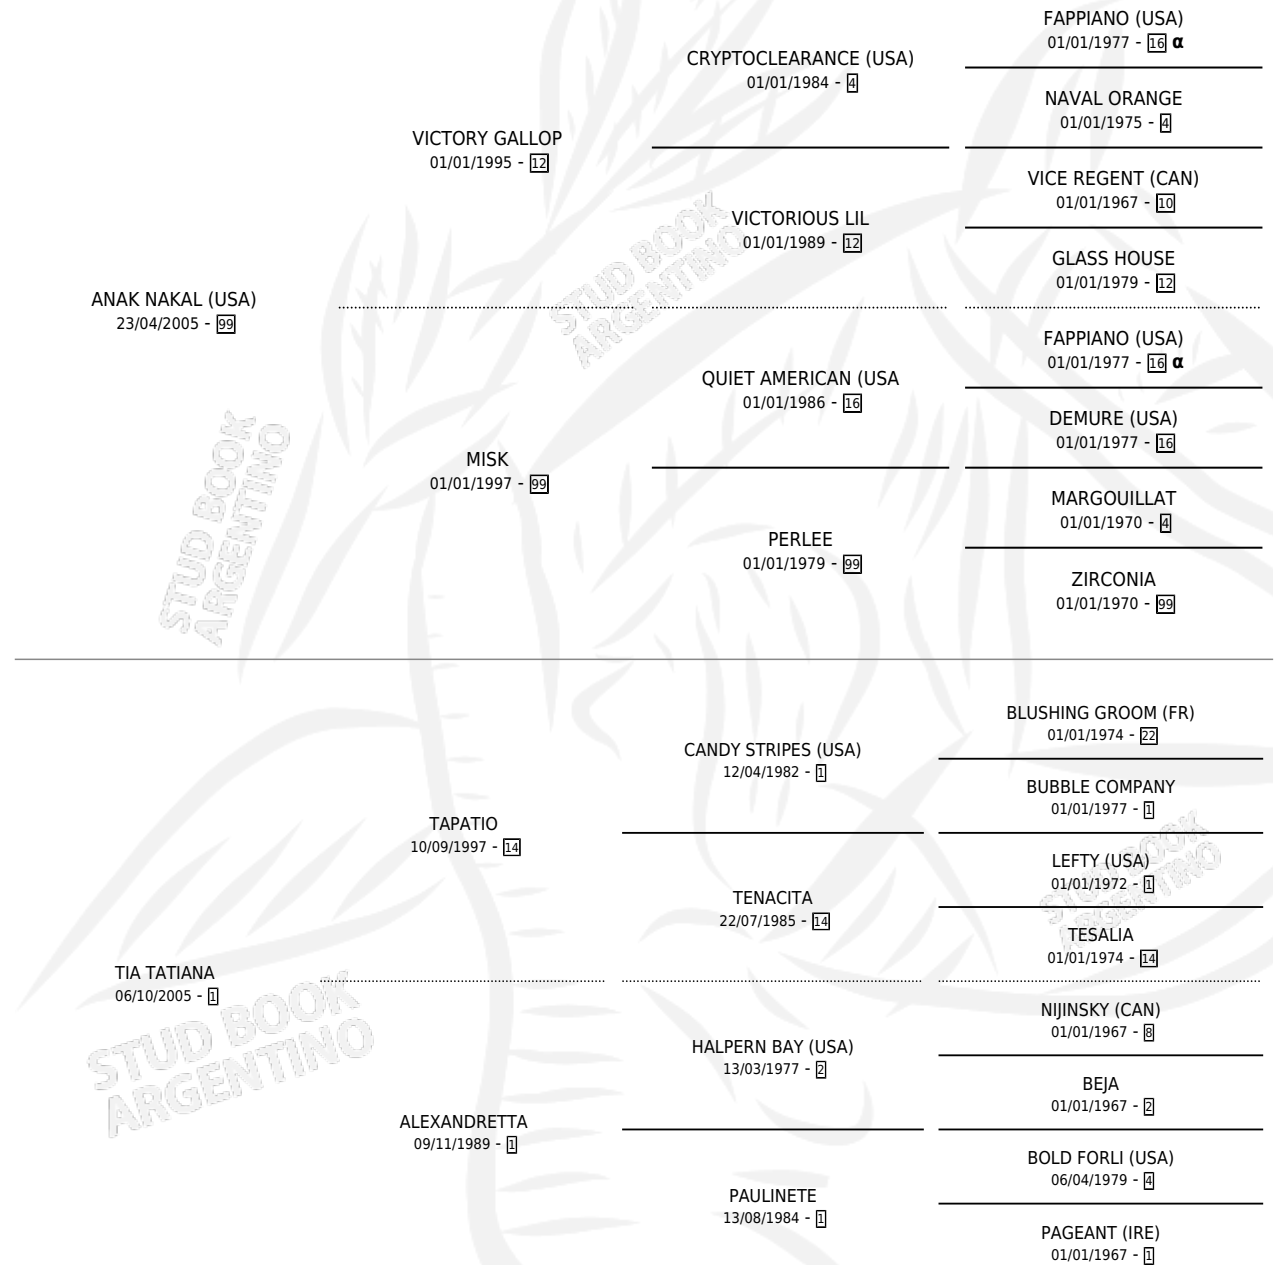 FAPPIANO (USA)
01/01/1977 - 16 α
CRYPTOCLEARANCE (USA)
01/01/1984 - 4
NAVAL ORANGE
01/01/1975 - 4
VICTORY GALLOP
01/01/1995 - 12
VICE REGENT (CAN)
01/01/1967 - 10
VICTORIOUS LIL
01/01/1989 - 12
GLASS HOUSE
01/01/1979 - 12
ANAK NAKAL (USA)
23/04/2005 - 99
FAPPIANO (USA)
01/01/1977 - 16 α
QUIET AMERICAN (USA
01/01/1986 - 16
DEMURE (USA)
01/01/1977 - 16
MISK
01/01/1997 - 99
MARGOUILLAT
01/01/1970 - 4
PERLEE
01/01/1979 - 99
ZIRCONIA
01/01/1970 - 99
BLUSHING GROOM (FR)
01/01/1974 - 22
CANDY STRIPES (USA)
12/04/1982 - 1
BUBBLE COMPANY
01/01/1977 - 1
TAPATIO
10/09/1997 - 14
LEFTY (USA)
01/01/1972 - 1
TENACITA
22/07/1985 - 14
TESALIA
01/01/1974 - 14
TIA TATIANA
06/10/2005 - 1
NIJINSKY (CAN)
01/01/1967 - 8
HALPERN BAY (USA)
13/03/1977 - 2
BEJA
01/01/1967 - 2
ALEXANDRETTA
09/11/1989 - 1
BOLD FORLI (USA)
06/04/1979 - 4
PAULINETE
13/08/1984 - 1
PAGEANT (IRE)
01/01/1967 - 1
STUD BOOK
ARGENTINO
STUD BOOK
ARGENTINO
STUD BOOK
ARGENTINO
STUD BOOK
ARGENTINO